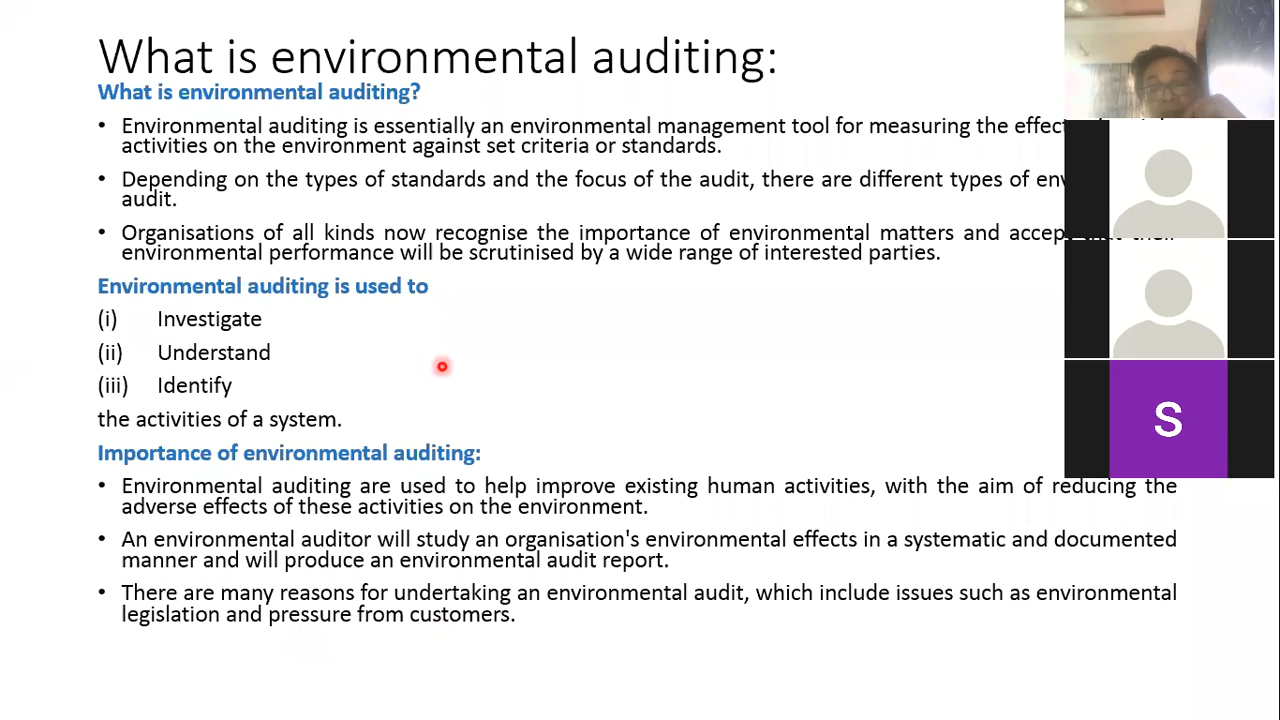 What is environmental auditing:
What is environmental auditing?
• Environmental auditing is essentially an environmental management tool for measuring the
activities on the environment against set criteria or standards.
• Depending on the types of standards and the focus of the audit, there are different types of
audit.
• Organisations of all kinds now recognise the importance of environmental matters and accept that their
environmental performance will be scrutinised by a wide range of interested parties.
Environmental auditing is used to
(i) Investigate
(ii) Understand
(iii) Identify
the activities of a system.
Importance of environmental auditing:
• Environmental auditing are used to help improve existing human activities, with the aim of reducing the
adverse effects of these activities on the environment.
• An environmental auditor will study an organisation's environmental effects in a systematic and documented
manner and will produce an environmental audit report.
• There are many reasons for undertaking an environmental audit, which include issues such as environmental
legislation and pressure from customers.
S